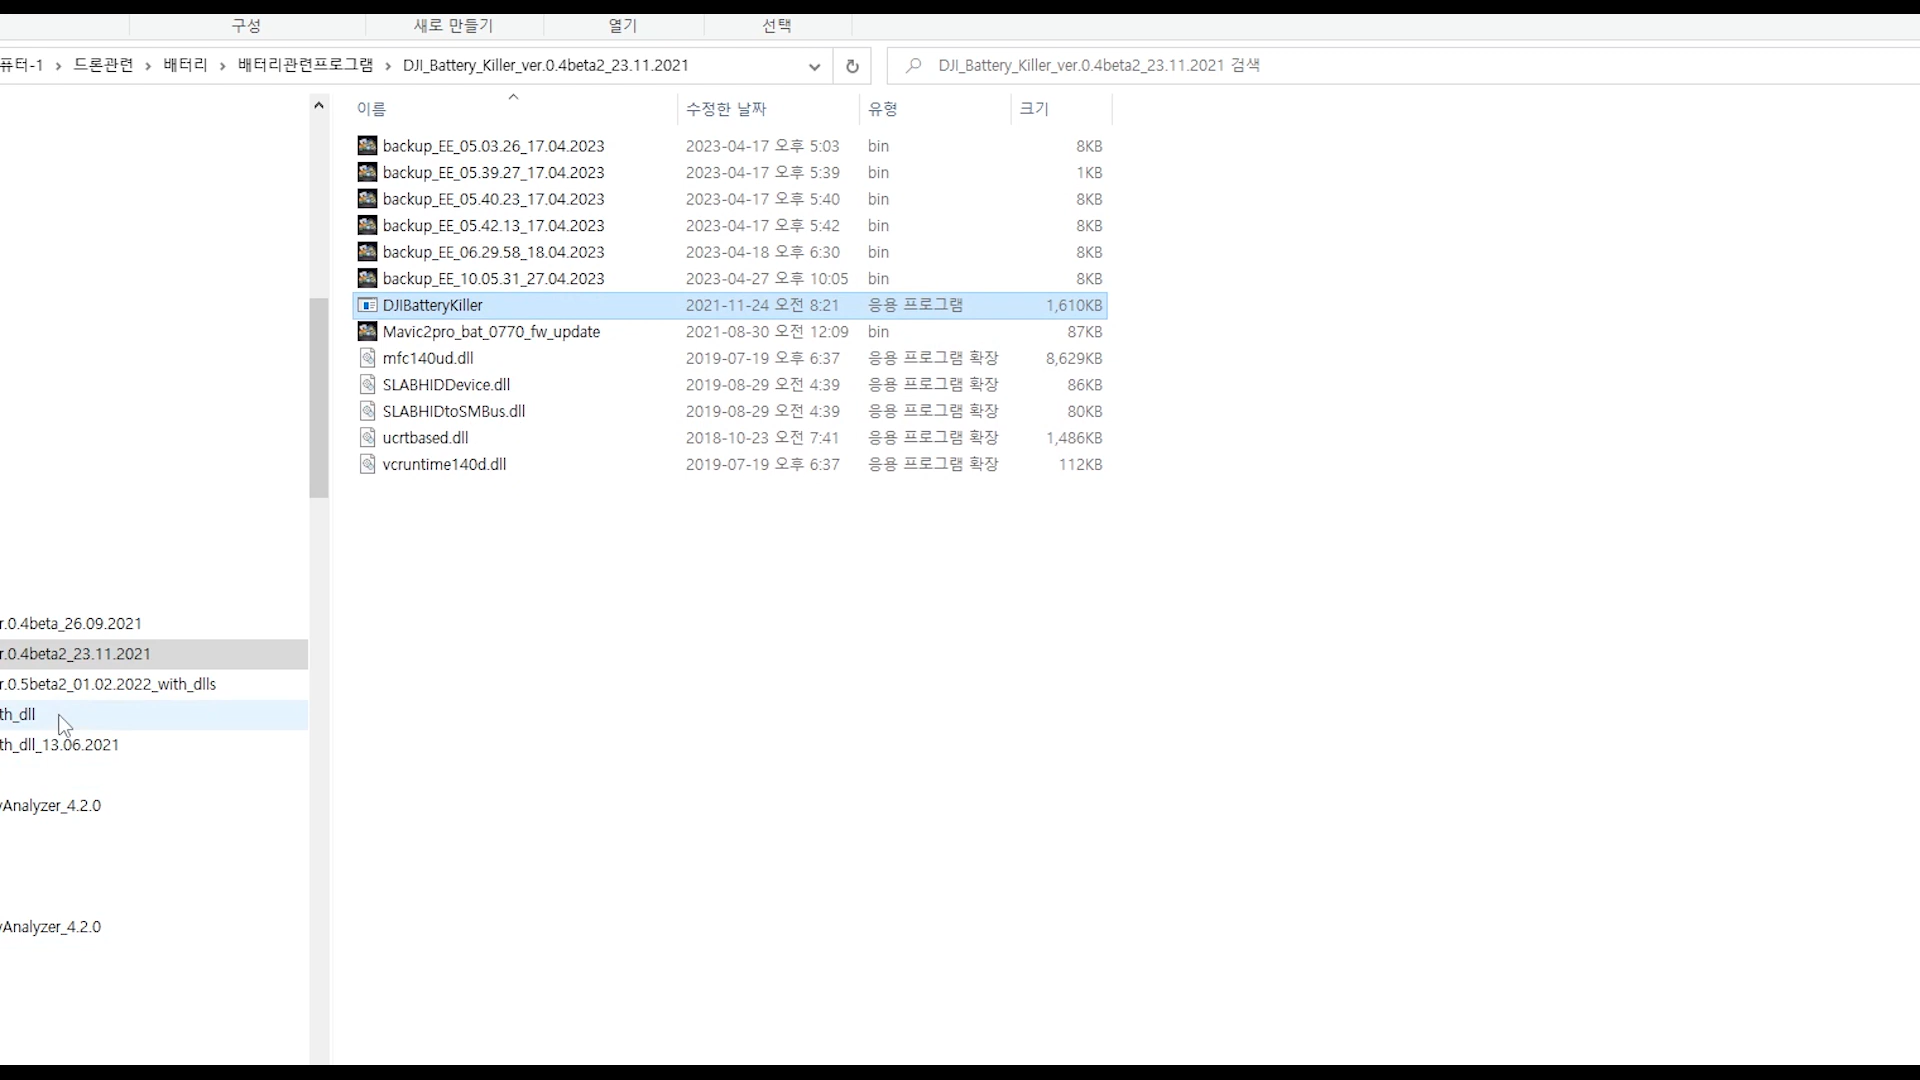 구성 새로 만들기 열기 선택
퓨터-1 › 드론관련 › 배터리 › 배터리관련프로그램 › DJI_Battery_Killer_ver.0.4beta2_23.11.2021
DJI_Battery_Killer_ver.0.4beta2_23.11.2021 검색
이름 수정한 날짜 유형 크기
backup_EE_05.03.26_17.04.2023 2023-04-17 오후 5:03 bin 8KB
backup_EE_05.39.27_17.04.2023 2023-04-17 오후 5:39 bin 1KB
backup_EE_05.40.23_17.04.2023 2023-04-17 오후 5:40 bin 8KB
backup_EE_05.42.13_17.04.2023 2023-04-17 오후 5:42 bin 8KB
backup_EE_06.29.58_18.04.2023 2023-04-18 오후 6:30 bin 8KB
backup_EE_10.05.31_27.04.2023 2023-04-27 오후 10:05 bin 8KB
DJIBatteryKiller 2021-11-24 오전 8:21 응용 프로그램 1,610KB
Mavic2pro_bat_0770_fw_update 2021-08-30 오전 12:09 bin 87KB
mfc140ud.dll 2019-07-19 오후 6:37 응용 프로그램 확장 8,629KB
SLABHIDDevice.dll 2019-08-29 오전 4:39 응용 프로그램 확장 86KB
SLABHIDtoSMBus.dll 2019-08-29 오전 4:39 응용 프로그램 확장 80KB
ucrtbased.dll 2018-10-23 오전 7:41 응용 프로그램 확장 1,486KB
vcruntime140d.dll 2019-07-19 오후 6:37 응용 프로그램 확장 112KB
r.0.4beta_26.09.2021
r.0.4beta2_23.11.2021
r.0.5beta2_01.02.2022_with_dlls
th_dll
th_dll_13.06.2021
yAnalyzer_4.2.0
yAnalyzer_4.2.0